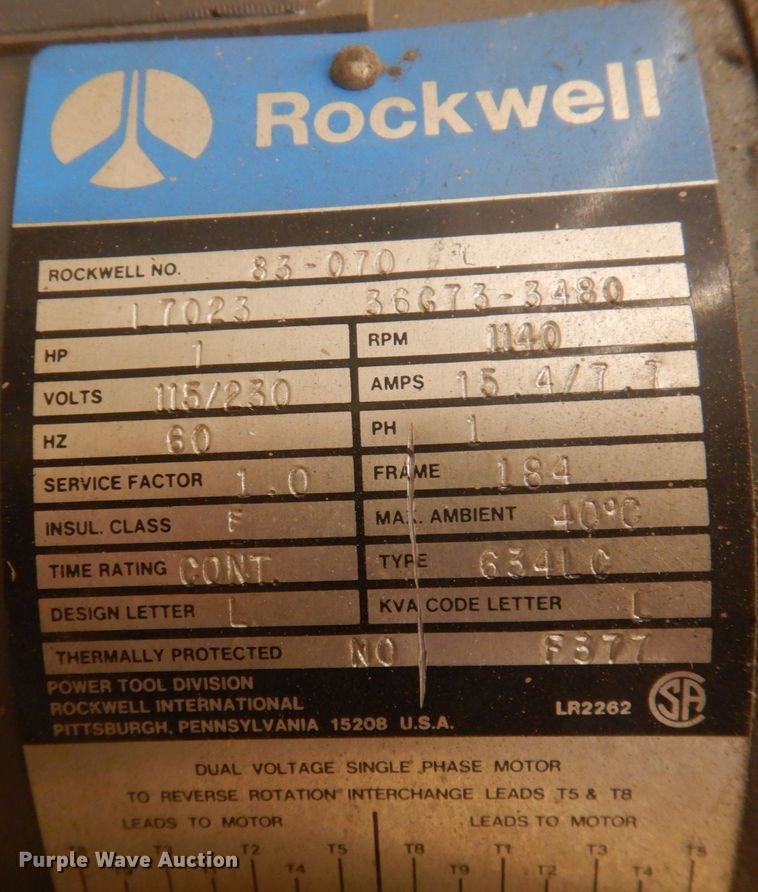 Rockwell
ROCKWELL NO. 83-070
17023 36G73-3480
HP 1 RPM 1140
VOLTS 115/230 AMPS 15.4/7.7
HZ 60 PH 1
SERVICE FACTOR 1.0 FRAME 184
INSUL. CLASS F MAX. AMBIENT 40°C
TIME RATING CONT. TYPE 634LC
DESIGN LETTER L KVA CODE LETTER L
THERMALLY PROTECTED NO F377
POWER TOOL DIVISION
ROCKWELL INTERNATIONAL
PITTSBURGH, PENNSYLVANIA 15208 U.S.A.
LR2262 SA
DUAL VOLTAGE SINGLE PHASE MOTOR
TO REVERSE ROTATION INTERCHANGE LEADS T5 & T8
LEADS TO MOTOR LEADS TO MOTOR
T3 T2 T5 T8 T1 T3 T5
T4 T9 T2 T4
Purple Wave Auction